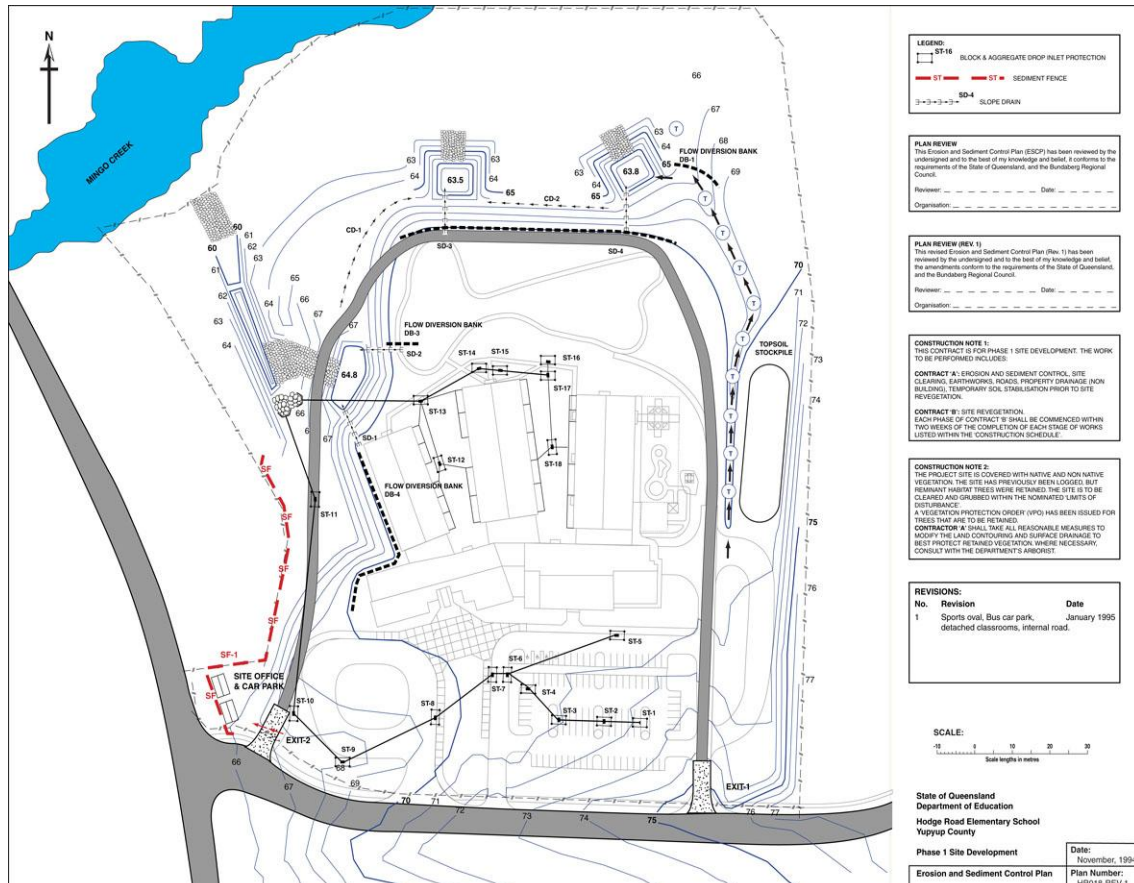 N
MINGO CREEK
66
67
68
69
63
64
65
63.5
63
64
65
63
64
65
63.8
63
64
65
T
FLOW DIVERSION BANK
DB-1
T
CD-2
CD-1
60
60
61
62
63
61
62
63
64
64
65
66
67
67
SD-3
SD-4
T
T
T
70
71
72
73
74
75
76
77
FLOW DIVERSION BANK
DB-3
SD-2
64.8
ST-14
ST-15
ST-16
ST-17
TOPSOIL
STOCKPILE
T
T
T
T
66
67
ST-13
SD-1
ST-12
ST-18
FLOW DIVERSION BANK
DB-4
SF
SF
SF
SF
ST-11
SF-1
SF
SITE OFFICE
& CAR PARK
ST-10
EXIT-2
ST-5
ST-6
ST-7
ST-4
ST-8
ST-3
ST-2
ST-1
ST-9
68
66
67
69
70
71
72
73
74
75
76
77
EXIT-1
LEGEND:
ST-16
BLOCK & AGGREGATE DROP INLET PROTECTION
ST ST SEDIMENT FENCE
SD-4
SLOPE DRAIN
PLAN REVIEW
This Erosion and Sediment Control Plan (ESCP) has been reviewed by the
undersigned and to the best of my knowledge and belief, it conforms to the
requirements of the State of Queensland, and the Bundaberg Regional
Council.
Reviewer: Date:
Organisation:
PLAN REVIEW (REV. 1)
This revised Erosion and Sediment Control Plan (Rev. 1) has been
reviewed by the undersigned and to the best of my knowledge and belief,
the amendments conform to the requirements of the State of Queensland,
and the Bundaberg Regional Council.
Reviewer: Date:
Organisation:
CONSTRUCTION NOTE 1:
THIS CONTRACT IS FOR PHASE 1 SITE DEVELOPMENT. THE WORK
TO BE PERFORMED INCLUDES:
CONTRACT 'A': EROSION AND SEDIMENT CONTROL, SITE
CLEARING, EARTHWORKS, ROADS, PROPERTY DRAINAGE (NON
BUILDING), TEMPORARY SOIL STABILISATION PRIOR TO SITE
REVEGETATION.
CONTRACT 'B': SITE REVEGETATION.
EACH PHASE OF CONTRACT 'B' SHALL BE COMMENCED WITHIN
TWO WEEKS OF THE COMPLETION OF EACH STAGE OF WORKS
LISTED WITHIN THE 'CONSTRUCTION SCHEDULE'.
CONSTRUCTION NOTE 2:
THE PROJECT SITE IS COVERED WITH NATIVE AND NON NATIVE
VEGETATION. THE SITE HAS PREVIOUSLY BEEN LOGGED, BUT
REMINANT HABITAT TREES WERE RETAINED. THE SITE IS TO BE
CLEARED AND GRUBBED WITHIN THE NOMINATED 'LIMITS OF
DISTURBANCE'.
A 'VEGETATION PROTECTION ORDER' (VPO) HAS BEEN ISSUED FOR
TREES THAT ARE TO BE RETAINED.
CONTRACTOR 'A' SHALL TAKE ALL REASONABLE MEASURES TO
MODIFY THE LAND CONTOURING AND SURFACE DRAINAGE TO
BEST PROTECT RETAINED VEGETATION. WHERE NECESSARY,
CONSULT WITH THE DEPARTMENT'S ARBORIST.
REVISIONS:
No. Revision Date
1 Sports oval, Bus car park, January 1995
detached classrooms, internal road.
SCALE:
-10 0 10 20 30
Scale lengths in metres
State of Queensland
Department of Education
Hodge Road Elementary School
Yupyup County
Phase 1 Site Development
Date:
November, 1994
Erosion and Sediment Control Plan
Plan Number: